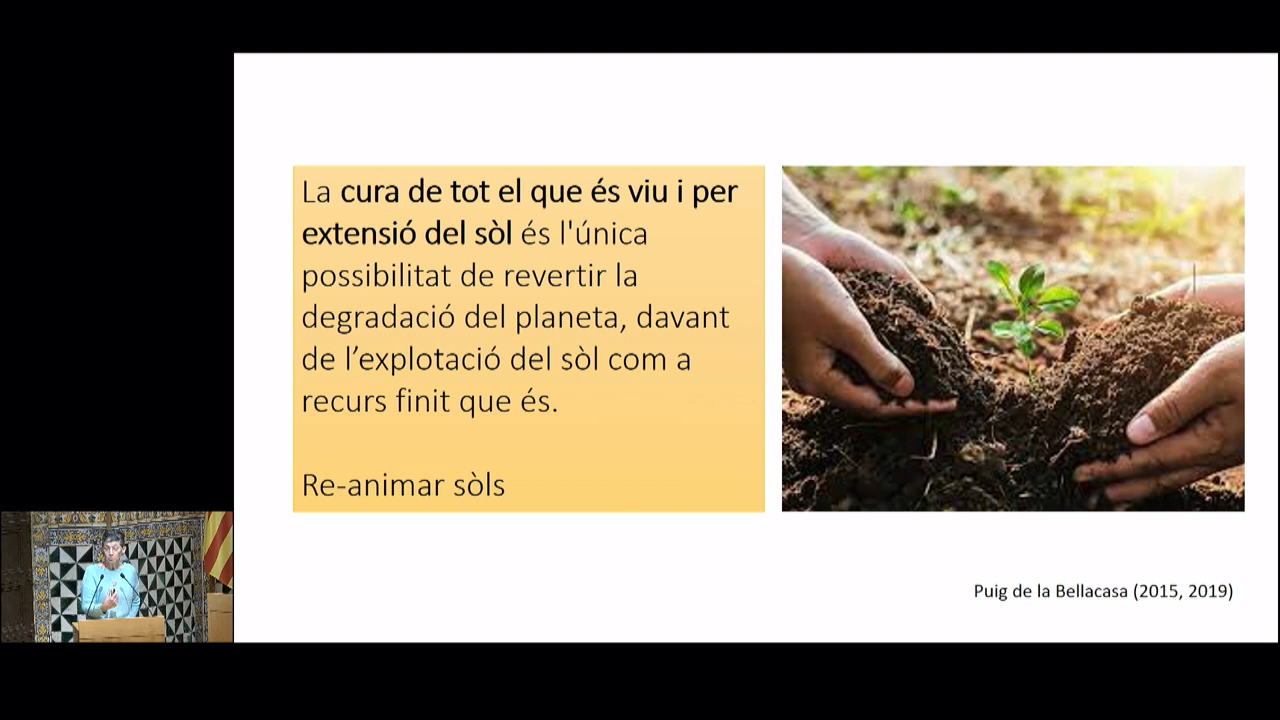 La cura de tot el que és viu i per
extensió del sòl és l'única
possibilitat de revertir la
degradació del planeta, davant
de l’explotació del sòl com a
recurs finit que és.
Re-animar sòls
Puig de la Bellacasa (2015, 2019)